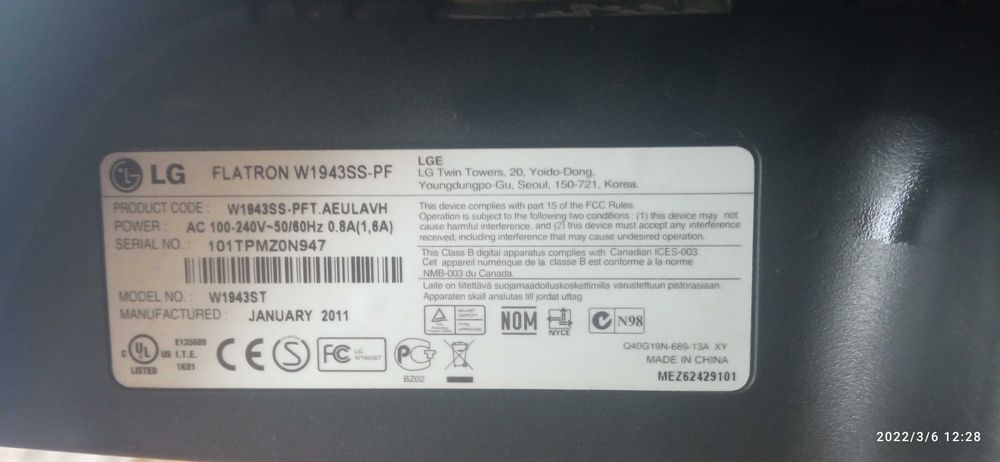 LG FLATRON W1943SS-PF
LGE
LG Twin Towers, 20, Yoido-Dong,
Youngdungpo-Gu, Seoul, 150-721, Korea.
PRODUCT CODE : W1943SS-PFT.AEULAVH
POWER : AC 100-240V~50/60Hz 0.8A(1,6A)
SERIAL NO. : 101TPMZ0N947
MODEL NO. : W1943ST
MANUFACTURED : JANUARY 2011
This device complies with part 15 of the FCC Rules.
Operation is subject to the following two conditions : (1) this device may not
cause harmful interference, and (2) this device must accept any interference
received, including interference that may cause undesired operation.
This Class B digital apparatus complies with Canadian ICES-003.
Cet appareil numérique de la classe B est conforme à la norme
NMB-003 du Canada.
Laite on liitettävä suojamaadoituskoskettimilla varustettuun pistorasiaan.
Apparaten skall anslutas till jordat uttag
C UL US LISTED
E135689
I.T.E.
1K81
CE
S
FC LG W1943ST
PCT
BZ02
NOM
NYCE
N98
Q40G19N-689-13A XY
MADE IN CHINA
MEZ62429101
2022/3/6 12:28